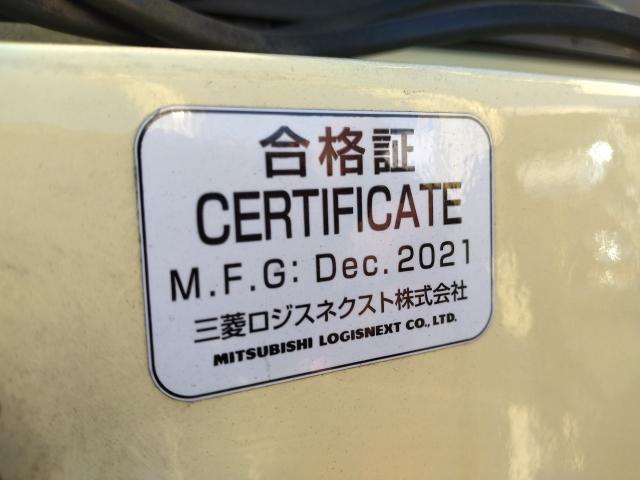 合格証
CERTIFICATE
M.F.G: Dec. 2021
三菱ロジスネクスト株式会社
MITSUBISHI LOGISNEXT CO., LTD.